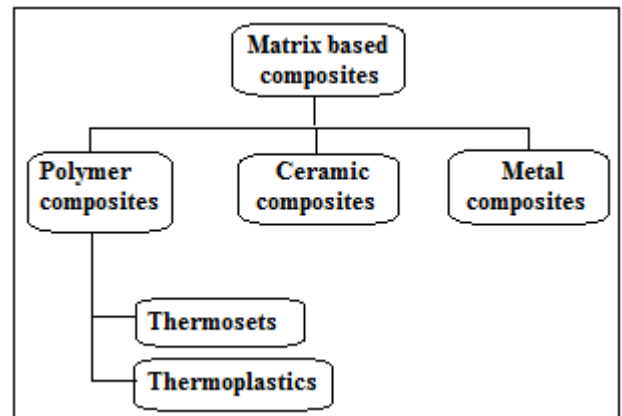 Matrix based
composites
Polymer
composites
Ceramic
composites
Metal
composites
Thermosets
Thermoplastics